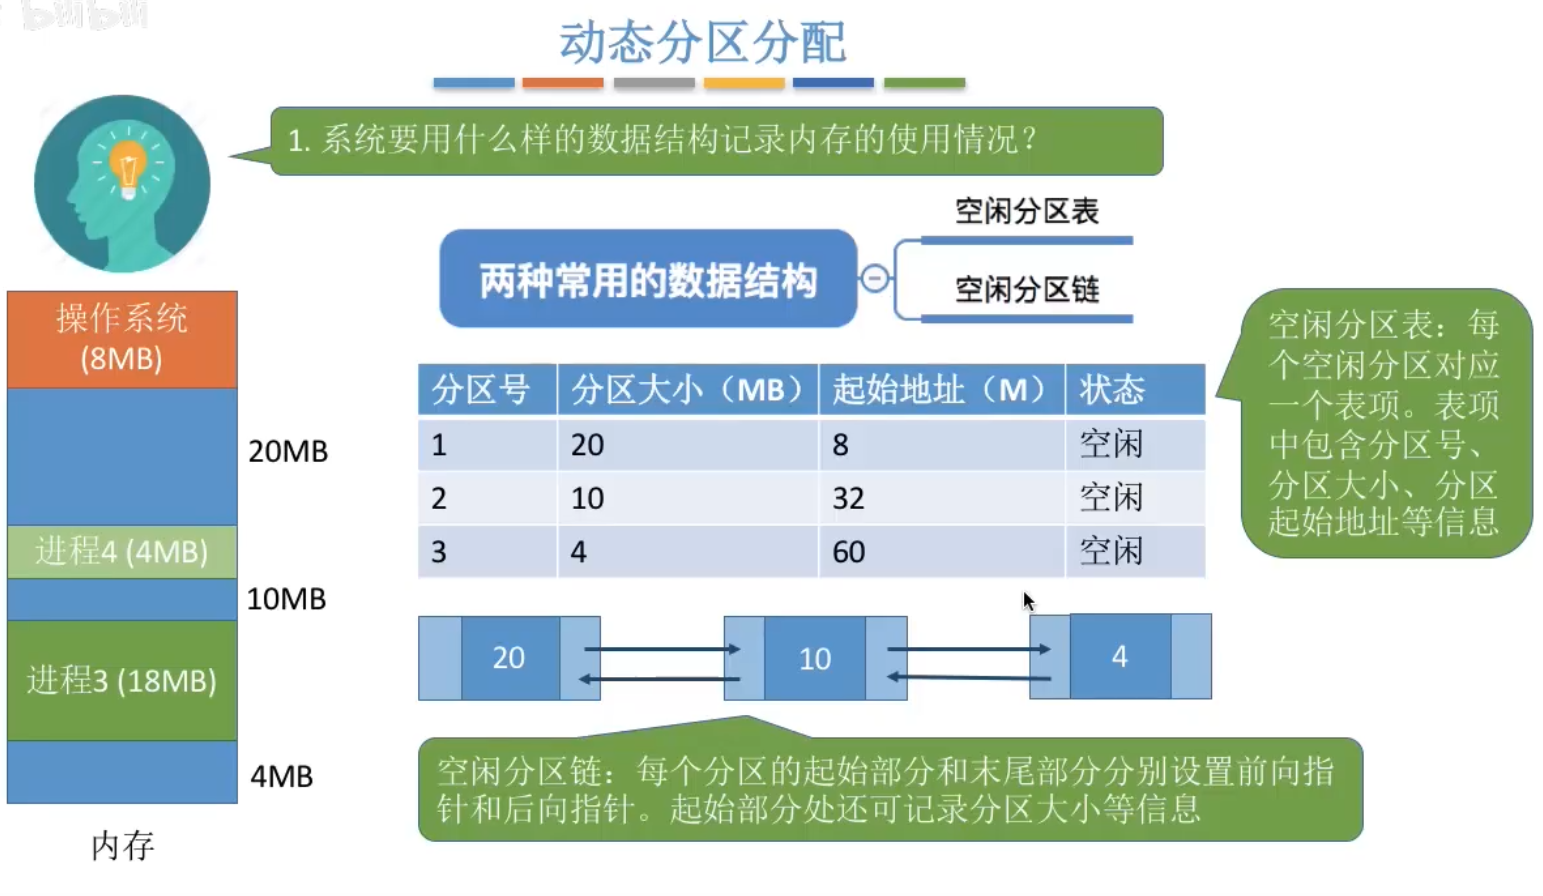 bilibili
动态分区分配
1. 系统要用什么样的数据结构记录内存的使用情况？
空闲分区表
两种常用的数据结构
空闲分区链
操作系统
(8MB)
20MB
进程4 (4MB)
10MB
进程3 (18MB)
4MB
内存
分区号 分区大小（MB） 起始地址（M） 状态
1 20 8 空闲
2 10 32 空闲
3 4 60 空闲
空闲分区表：每
个空闲分区对应
一个表项。表项
中包含分区号、
分区大小、分区
起始地址等信息
20 10 4
空闲分区链：每个分区的起始部分和末尾部分分别设置前向指
针和后向指针。起始部分处还可记录分区大小等信息